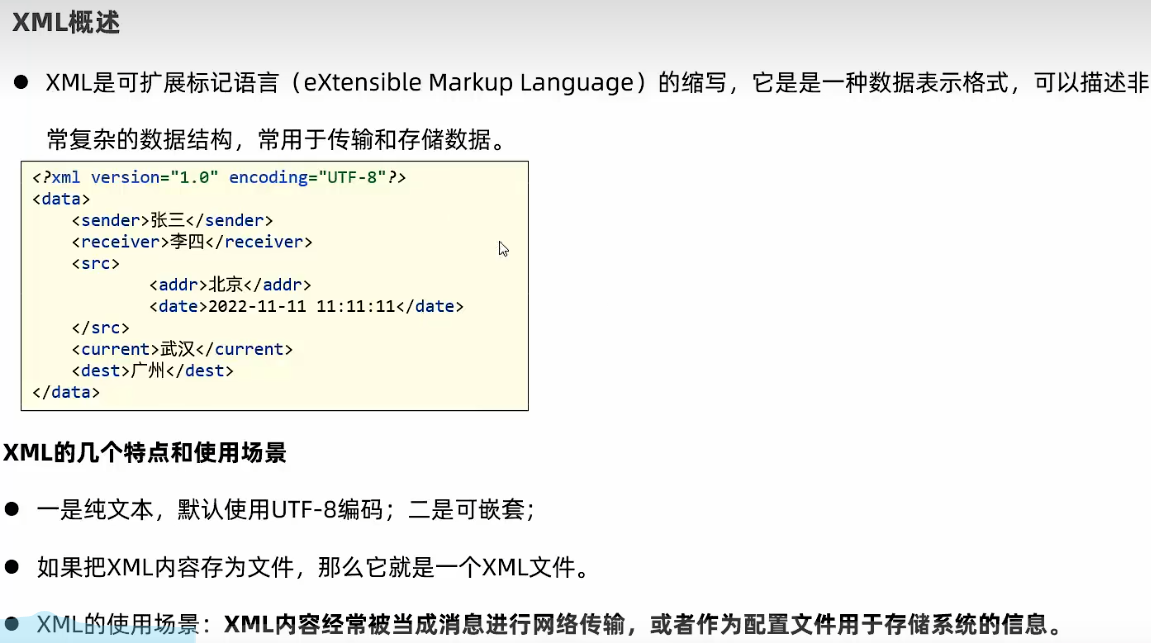 XML概述
● XML是可扩展标记语言（eXtensible Markup Language）的缩写，它是是一种数据表示格式，可以描述非
常复杂的数据结构，常用于传输和存储数据。
<?xml version="1.0" encoding="UTF-8"?>
<data>
    <sender>张三</sender>
    <receiver>李四</receiver>
    <src>
            <addr>北京</addr>
            <date>2022-11-11 11:11:11</date>
    </src>
    <current>武汉</current>
    <dest>广州</dest>
</data>
XML的几个特点和使用场景
● 一是纯文本，默认使用UTF-8编码；二是可嵌套；
● 如果把XML内容存为文件，那么它就是一个XML文件。
● XML的使用场景：XML内容经常被当成消息进行网络传输，或者作为配置文件用于存储系统的信息。